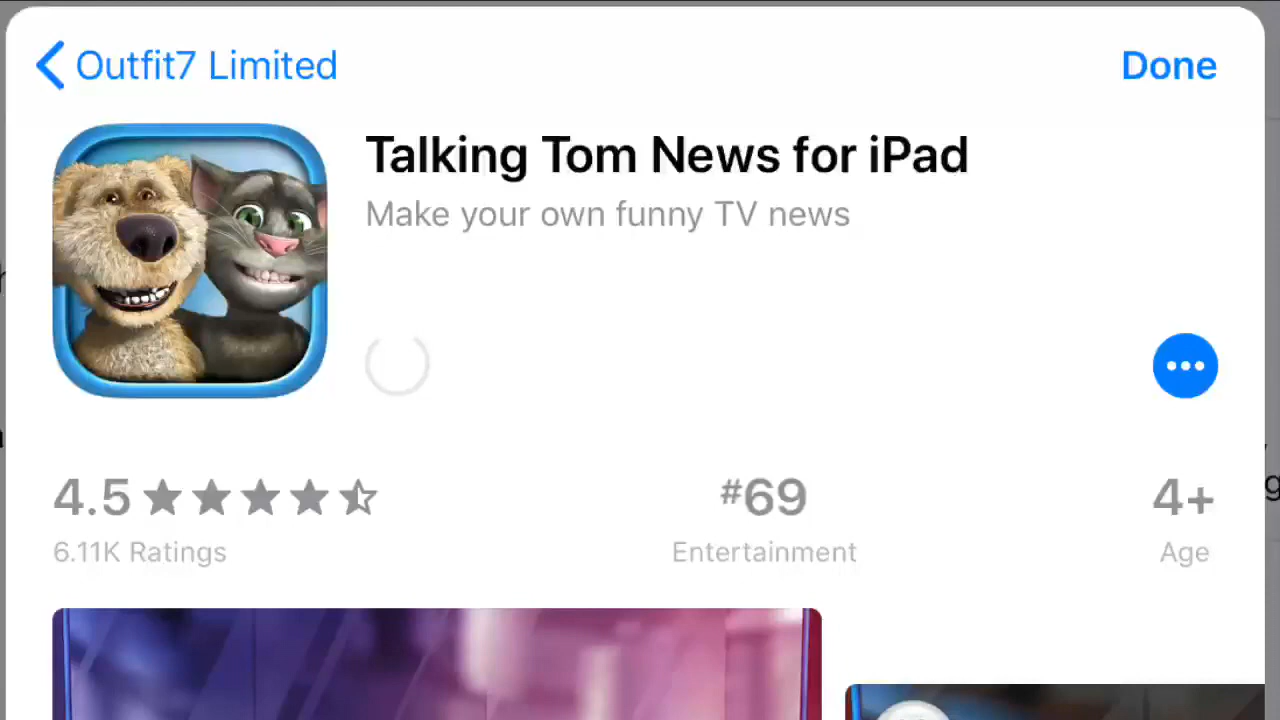 Outfit7 Limited
Done
Talking Tom News for iPad
Make your own funny TV news
4.5
#69
4+
6.11K Ratings
Entertainment
Age